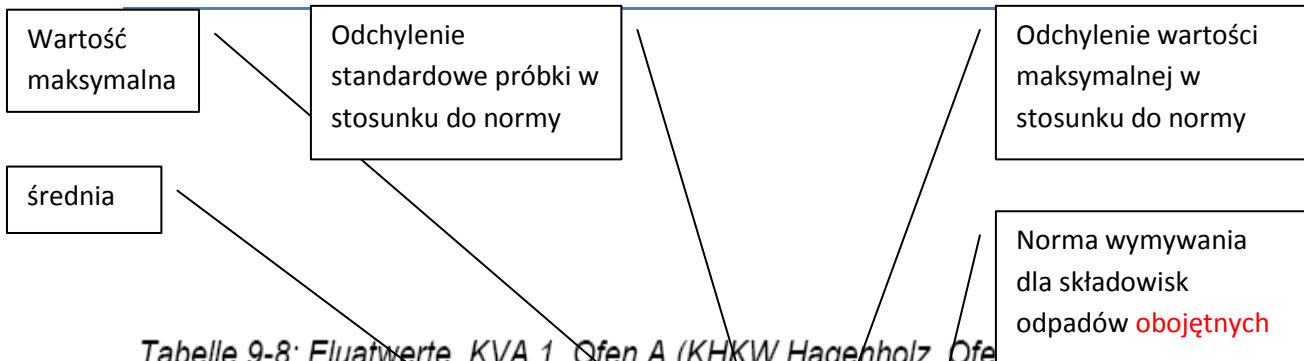 Wartość
maksymalna
Odchylenie
standardowe próbki w
stosunku do normy
Odchylenie wartości
maksymalnej w
stosunku do normy
średnia
Norma wymywania
dla składowisk
odpadów obojętnych
Tabelle 9-8: Eluatwerte, KVA 1, Ofen A (KHKW Hagenholz, Ofe